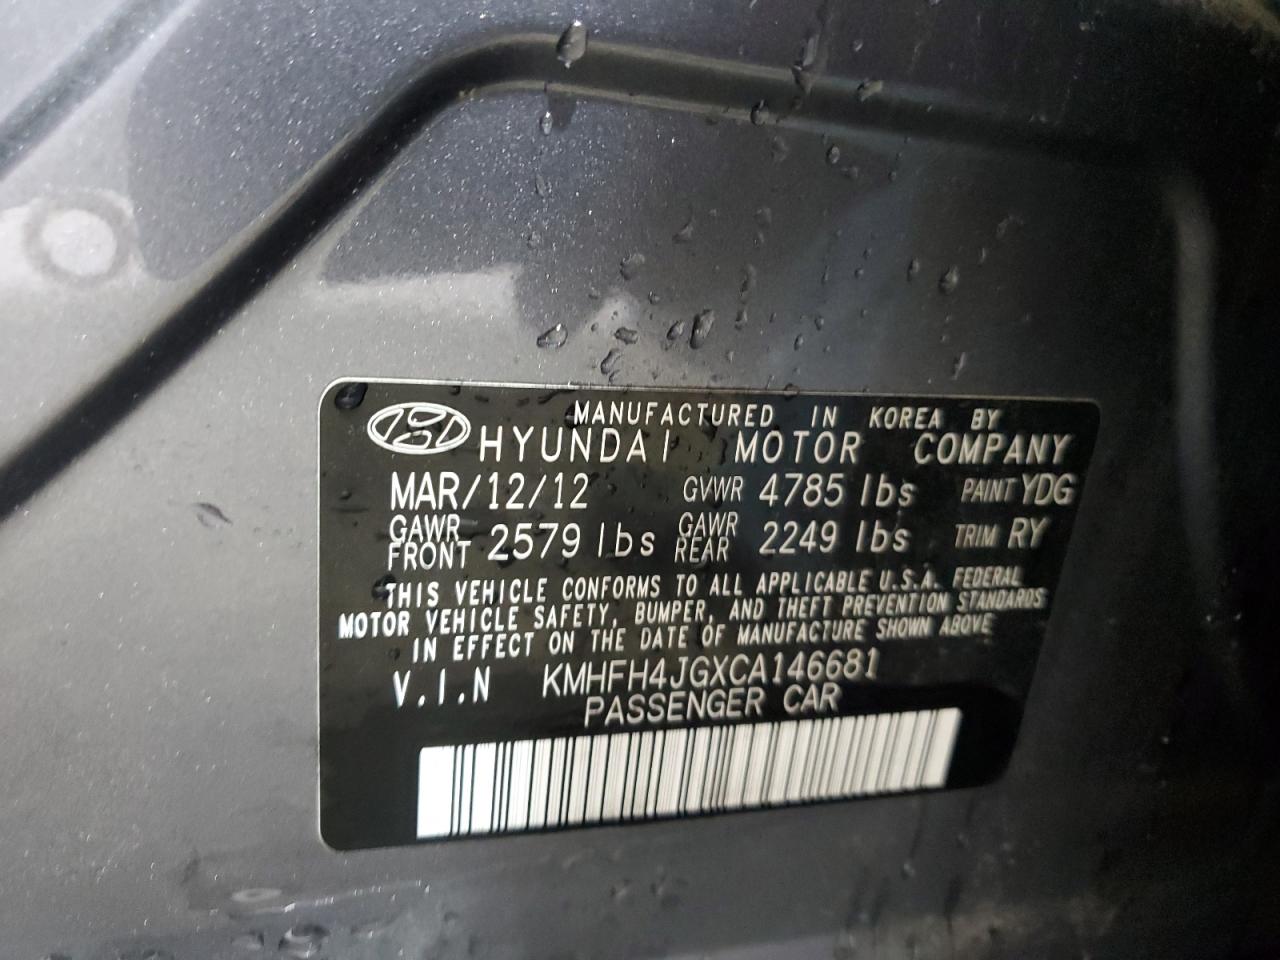 MANUFACTURED IN KOREA BY
HYUNDAI MOTOR COMPANY
MAR/12/12 GVWR 4785 lbs PAINT YDG
GAWR FRONT 2579 lbs GAWR REAR 2249 lbs TRIM RY
THIS VEHICLE CONFORMS TO ALL APPLICABLE U.S.A. FEDERAL
MOTOR VEHICLE SAFETY, BUMPER, AND THEFT PREVENTION STANDARDS
IN EFFECT ON THE DATE OF MANUFACTURE SHOWN ABOVE
V.I.N KMHFH4JGXCA146681
PASSENGER CAR